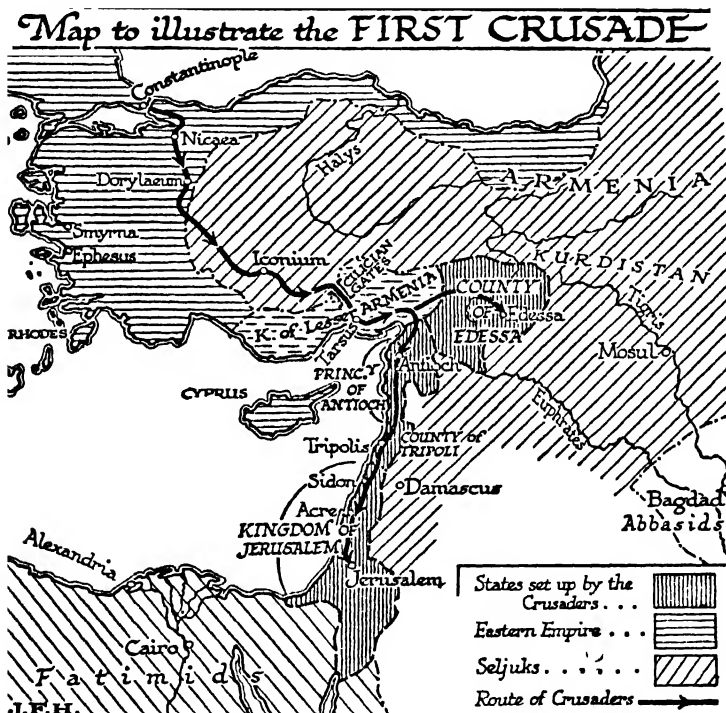 Map to illustrate the FIRST CRUSADE
Constantinople
Nicaea
Dorylaeum
Halys
ARMENIA
Smyrna
Ephesus
Iconium
CILICIAN
GATES
KURDISTAN
K. of Less
ARMENIA
COUNTY
OF
EDESSA
Edessa
Tigris
Mosul
RHODES
Tarsus
Antioch
PRINC.Y
OF
ANTIOCH
CYPRUS
Euphrates
Tripolis
COUNTY of
TRIPOLI
Sidon
Damascus
Acre
KINGDOM OF
JERUSALEM
Bagdad
Abbasids
Alexandria
Jerusalem
Cairo
Fatimids
J.F.H.
States set up by the
Crusaders . . .
Eastern Empire . . .
Seljuks . . . . . .
Route of Crusaders